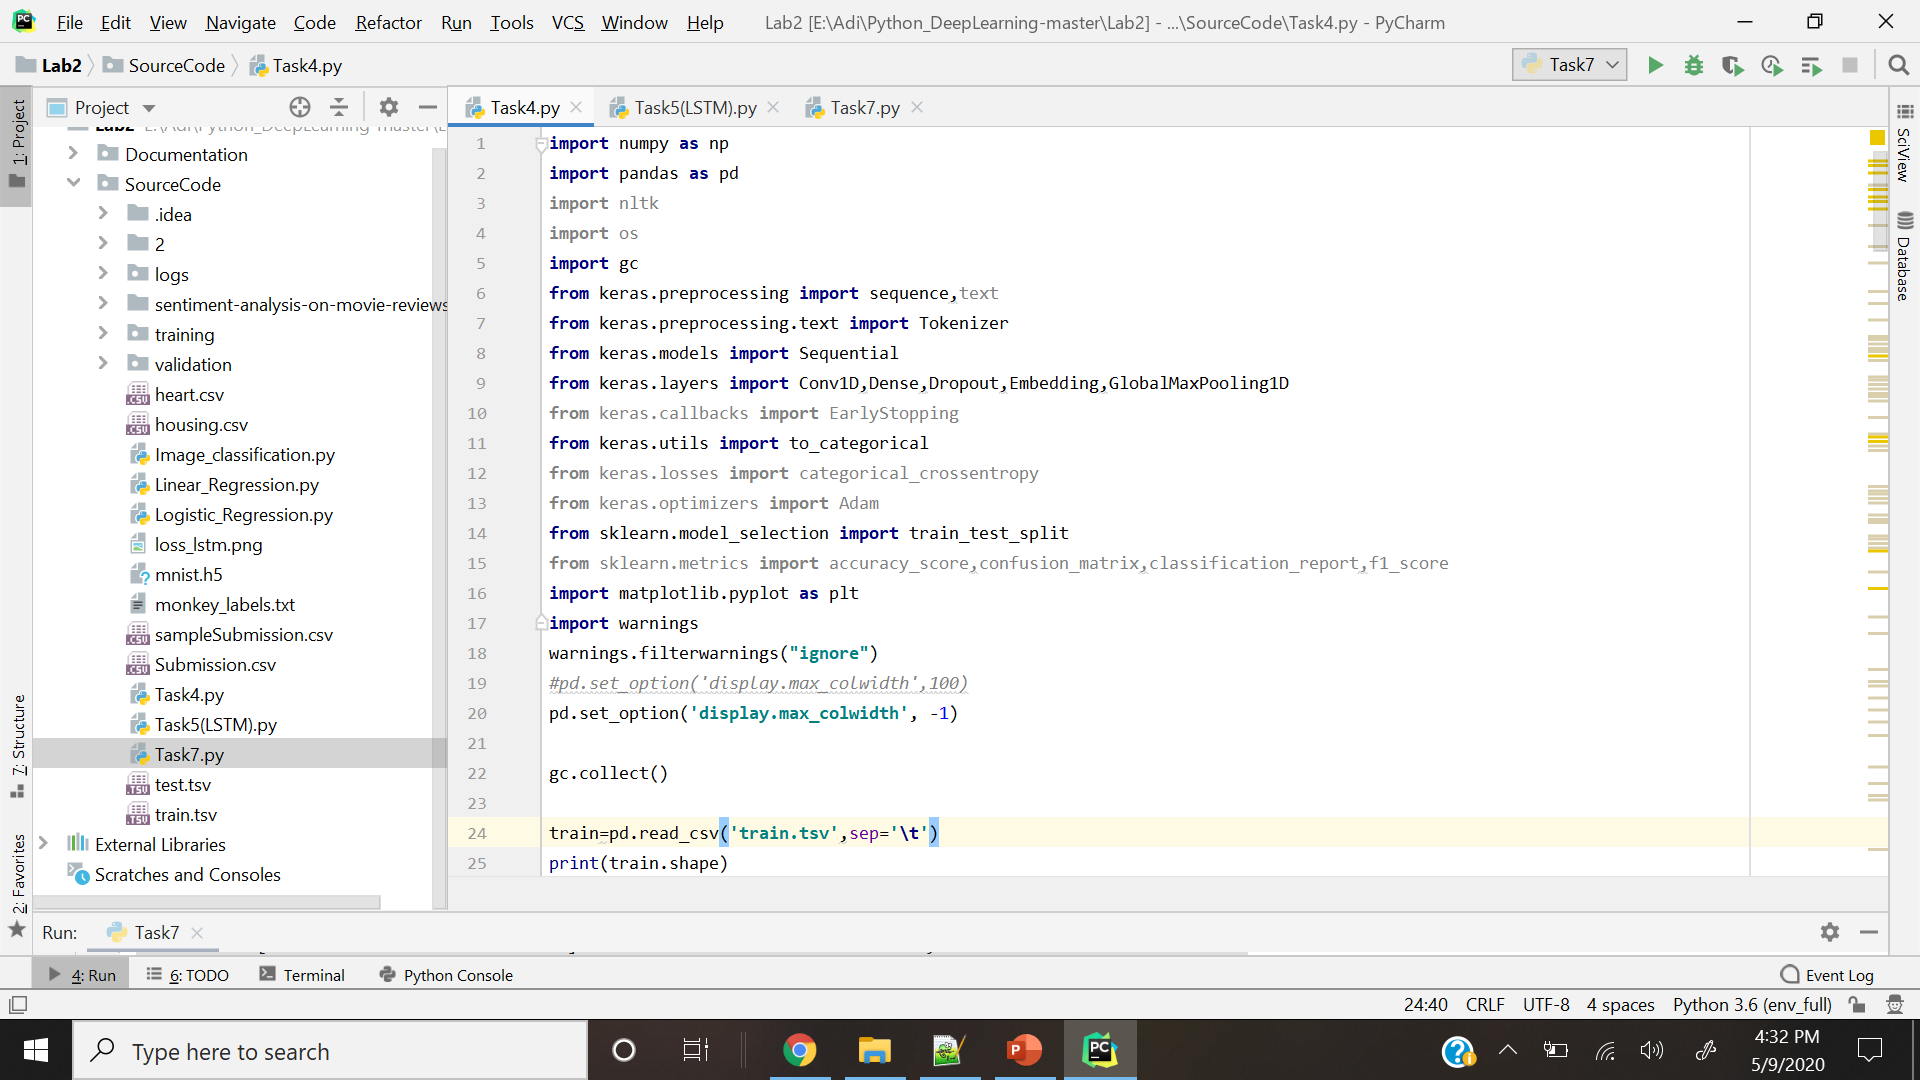 File Edit View Navigate Code Refactor Run Tools VCS Window Help Lab2 [E:\Adi\Python_DeepLearning-master\Lab2] - ...\SourceCode\Task4.py - PyCharm
Lab2 SourceCode Task4.py Task7
Project Task4.py Task5(LSTM).py Task7.py
1: Project
7: Structure
2: Favorites
SciView
Database
Documentation
SourceCode
.idea
2
logs
sentiment-analysis-on-movie-reviews
training
validation
heart.csv
housing.csv
Image_classification.py
Linear_Regression.py
Logistic_Regression.py
loss_lstm.png
mnist.h5
monkey_labels.txt
sampleSubmission.csv
Submission.csv
Task4.py
Task5(LSTM).py
Task7.py
test.tsv
train.tsv
External Libraries
Scratches and Consoles
1 import numpy as np
2 import pandas as pd
3 import nltk
4 import os
5 import gc
6 from keras.preprocessing import sequence,text
7 from keras.preprocessing.text import Tokenizer
8 from keras.models import Sequential
9 from keras.layers import Conv1D,Dense,Dropout,Embedding,GlobalMaxPooling1D
10 from keras.callbacks import EarlyStopping
11 from keras.utils import to_categorical
12 from keras.losses import categorical_crossentropy
13 from keras.optimizers import Adam
14 from sklearn.model_selection import train_test_split
15 from sklearn.metrics import accuracy_score,confusion_matrix,classification_report,f1_score
16 import matplotlib.pyplot as plt
17 import warnings
18 warnings.filterwarnings("ignore")
19 #pd.set_option('display.max_colwidth',100)
20 pd.set_option('display.max_colwidth', -1)
21
22 gc.collect()
23
24 train=pd.read_csv('train.tsv',sep='\t')
25 print(train.shape)
Run: Task7
4: Run 6: TODO Terminal Python Console Event Log
24:40 CRLF UTF-8 4 spaces Python 3.6 (env_full)
Type here to search
4:32 PM
5/9/2020